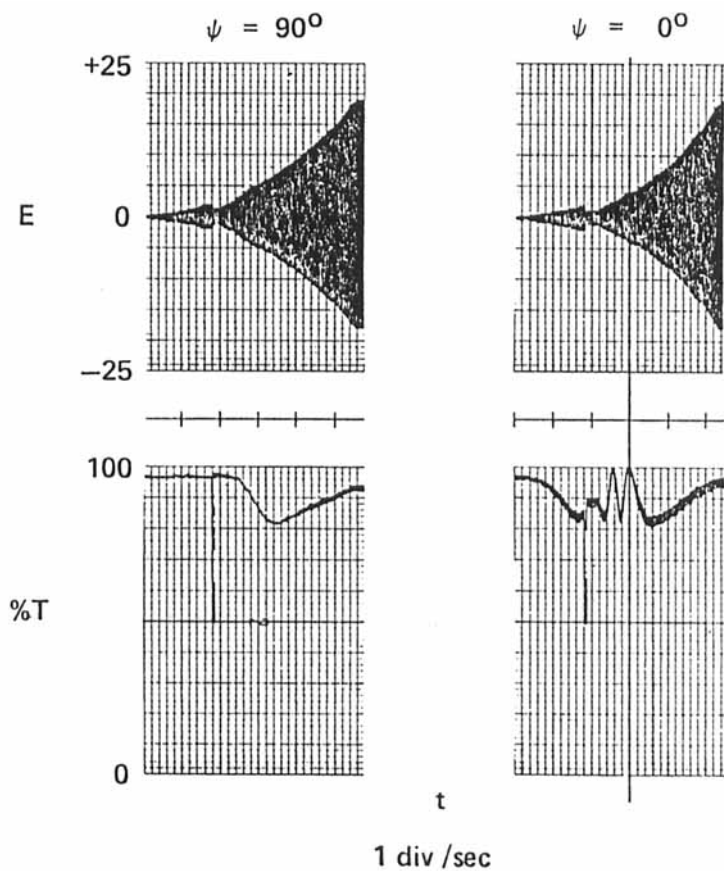 ψ = 90° ψ = 0°
+25
E 0
−25
100
%T
0
t
1 div/sec